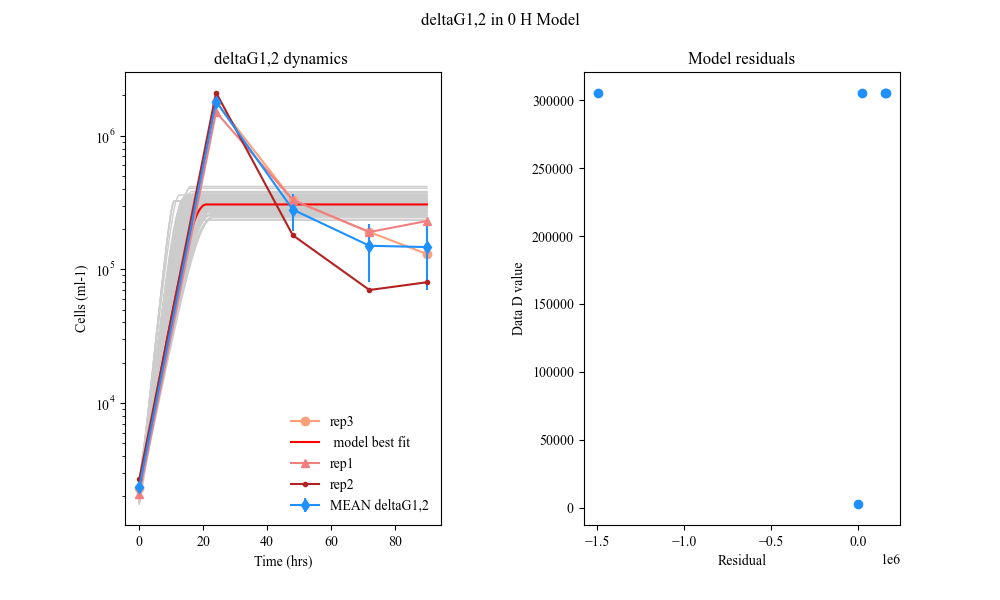 deltaG1,2 in 0 H Model
deltaG1,2 dynamics
Cells (ml-1)
10^6
10^5
10^4
0 20 40 60 80
Time (hrs)
rep3
model best fit
rep1
rep2
MEAN deltaG1,2
Model residuals
Data D value
300000
250000
200000
150000
100000
50000
0
−1.5 −1.0 −0.5 0.0
1e6
Residual